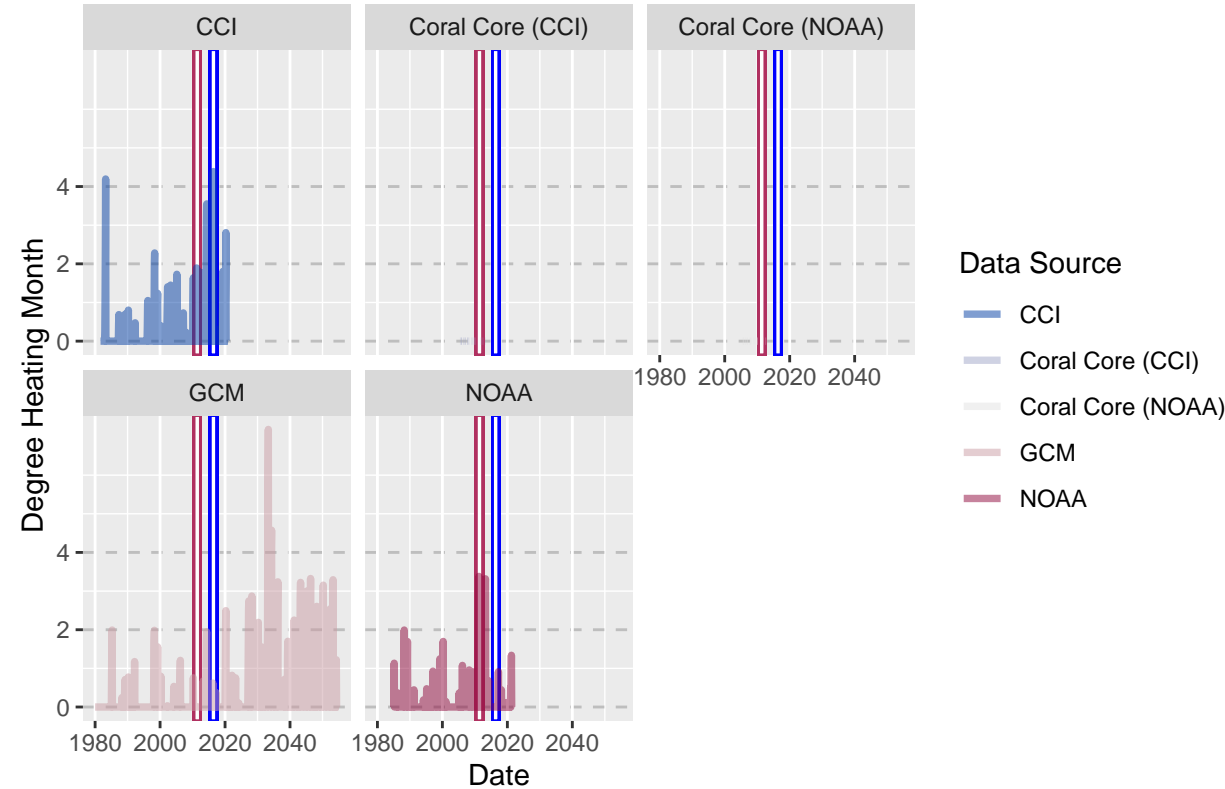 CCI
Coral Core (CCI)
Coral Core (NOAA)
4
2
0
1980 2000 2020 2040
GCM
NOAA
4
2
0
1980 2000 2020 2040
1980 2000 2020 2040
Degree Heating Month
Date
Data Source
CCI
Coral Core (CCI)
Coral Core (NOAA)
GCM
NOAA